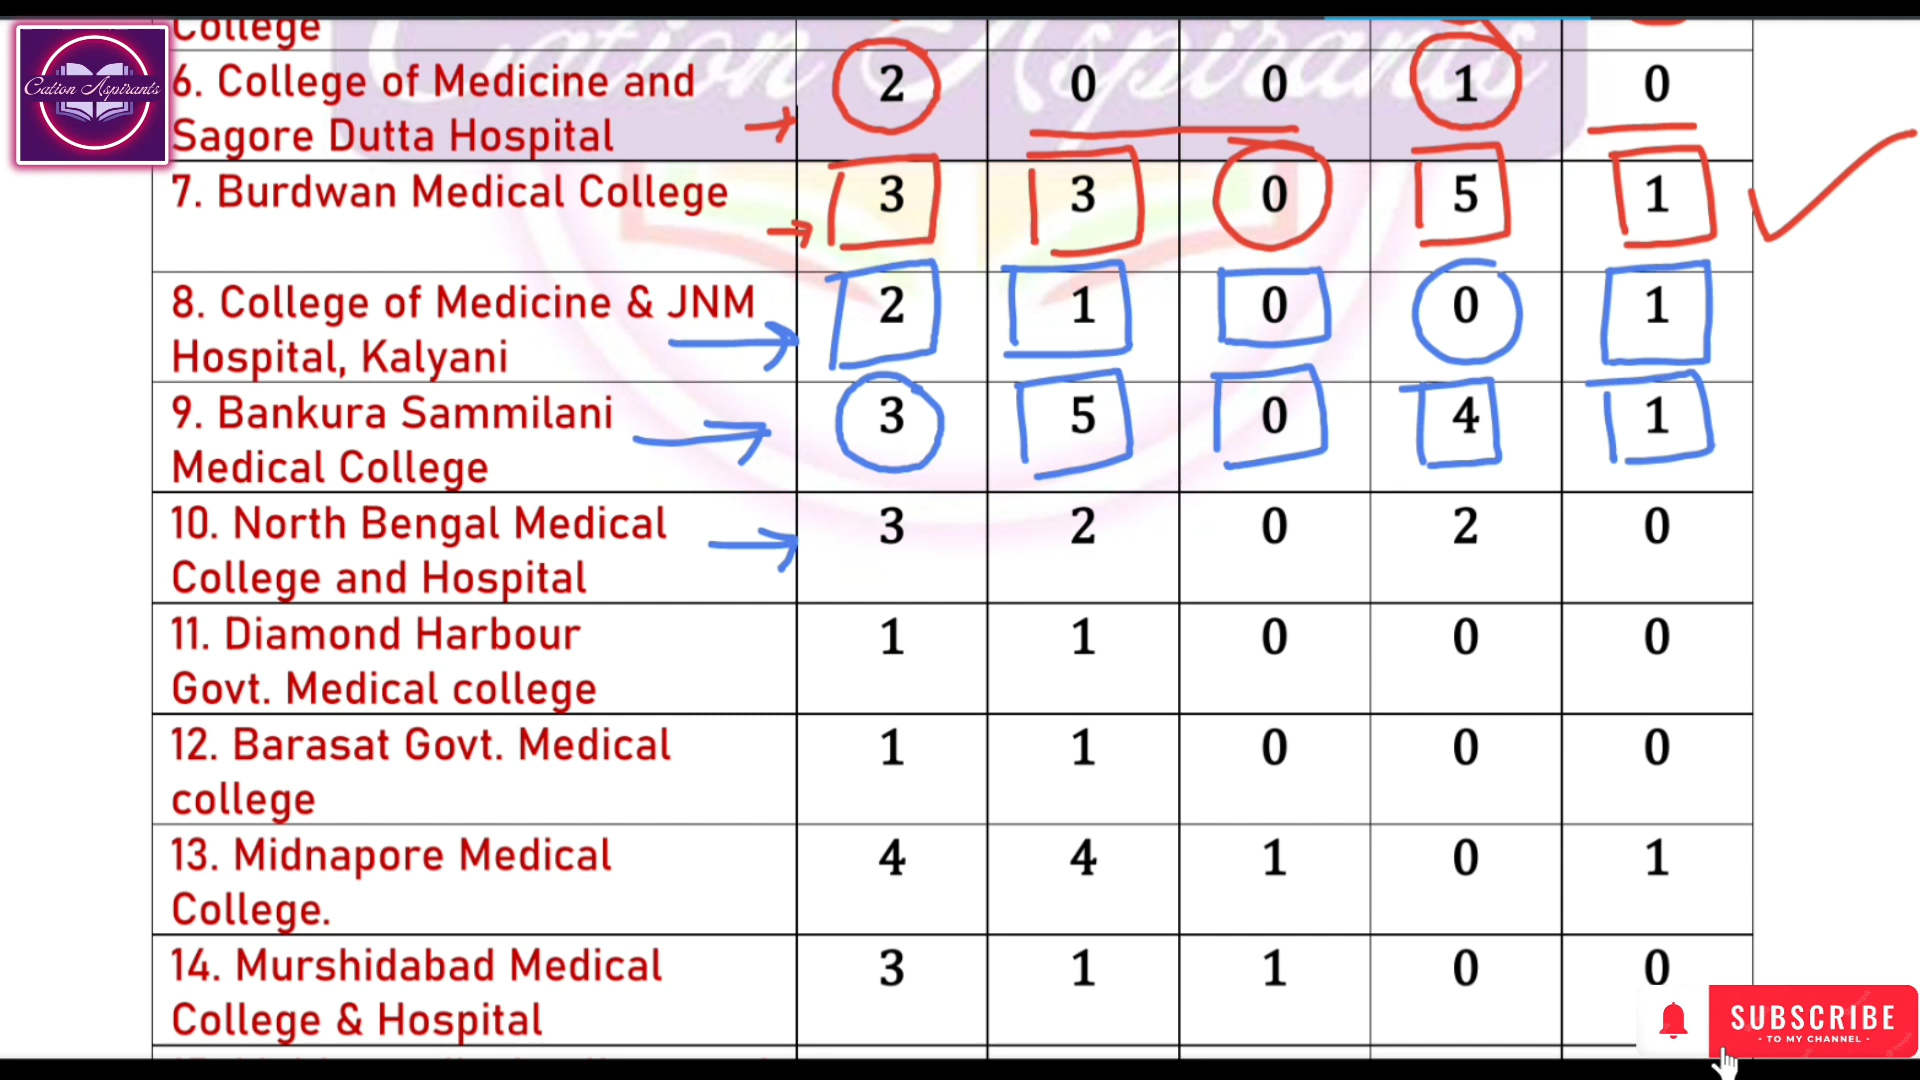 College
Cation Aspirants
Cation Aspirants
6. College of Medicine and 2 0 0 1 0
Sagore Dutta Hospital
7. Burdwan Medical College 3 3 0 5 1
8. College of Medicine & JNM 2 1 0 0 1
Hospital, Kalyani
9. Bankura Sammilani 3 5 0 4 1
Medical College
10. North Bengal Medical 3 2 0 2 0
College and Hospital
11. Diamond Harbour 1 1 0 0 0
Govt. Medical college
12. Barasat Govt. Medical 1 1 0 0 0
college
13. Midnapore Medical 4 4 1 0 1
College.
14. Murshidabad Medical 3 1 1 0 0
College & Hospital
SUBSCRIBE
- TO MY CHANNEL -